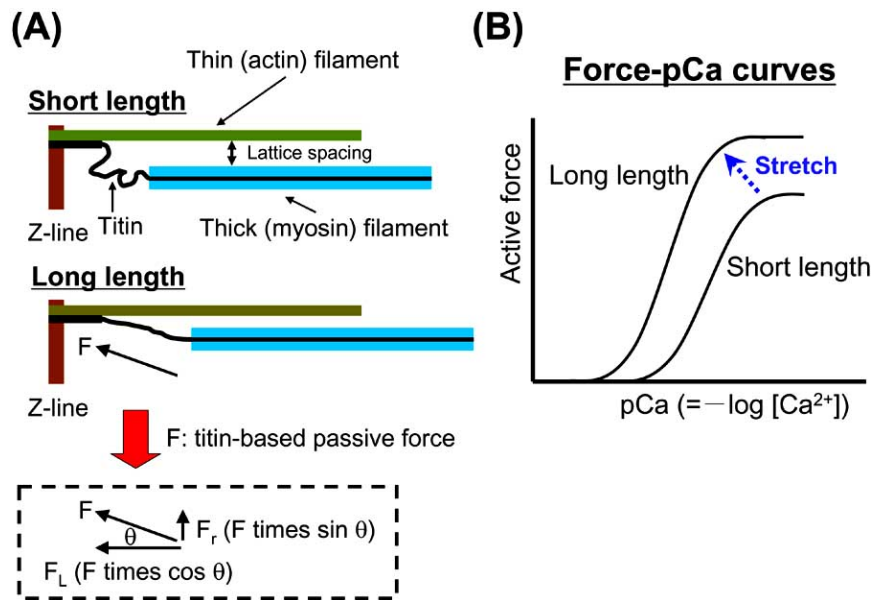 (A)
Thin (actin) filament
Short length
Lattice spacing
Z-line
Titin
Thick (myosin) filament
Long length
F
Z-line
F: titin-based passive force
F
θ
Fr (F times sin θ)
FL (F times cos θ)
(B)
Force-pCa curves
Active force
Long length
Stretch
Short length
pCa (=—log [Ca²⁺])